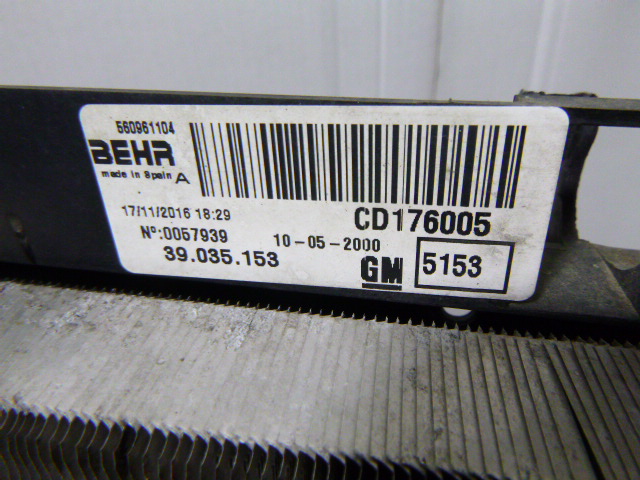 560961104
BEHR
made in Spain A
17/11/2016 18:29
CD176005
Nº:0057939
10-05-2000
39.035.153
GM
5153